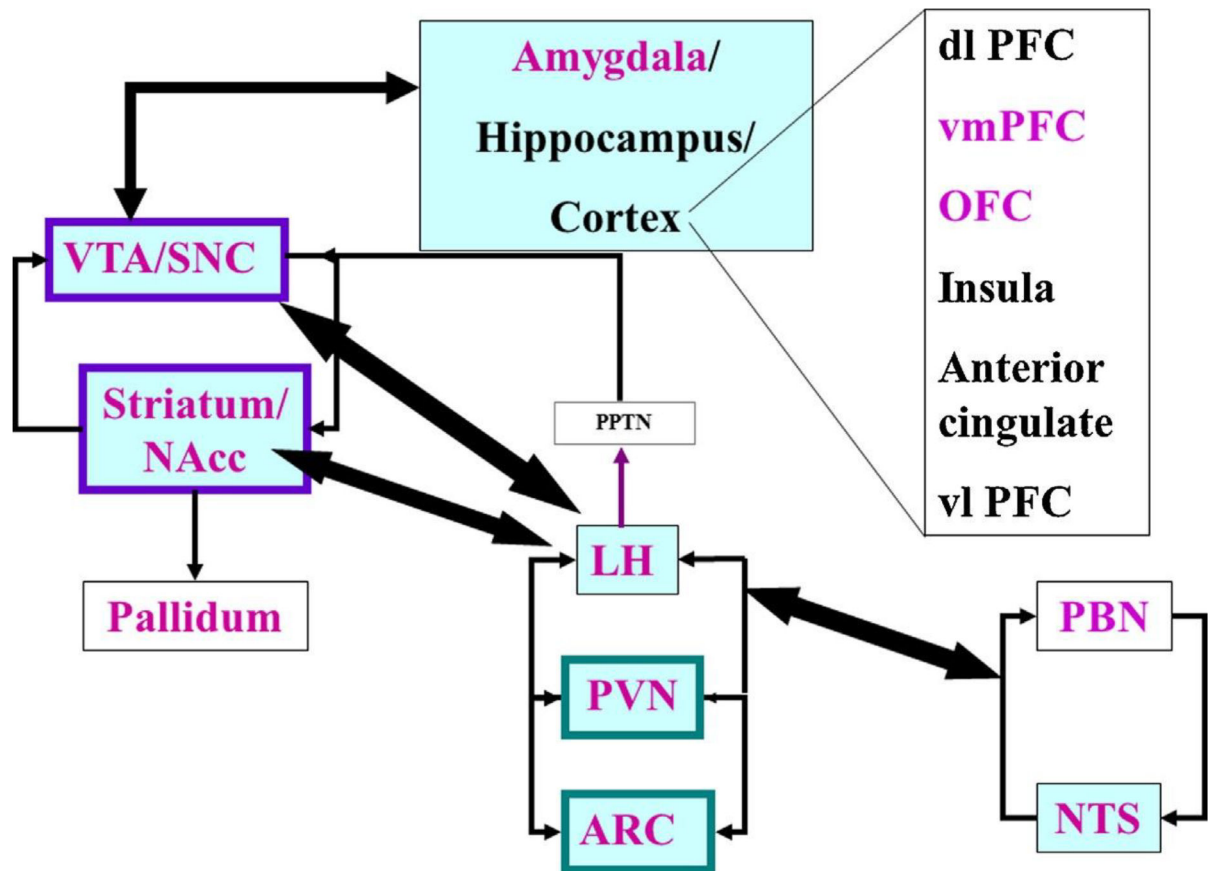 Amygdala/
Hippocampus/
Cortex
dl PFC
vmPFC
OFC
Insula
Anterior
cingulate
vl PFC
VTA/SNC
Striatum/
NAcc
Pallidum
PPTN
LH
PVN
ARC
PBN
NTS